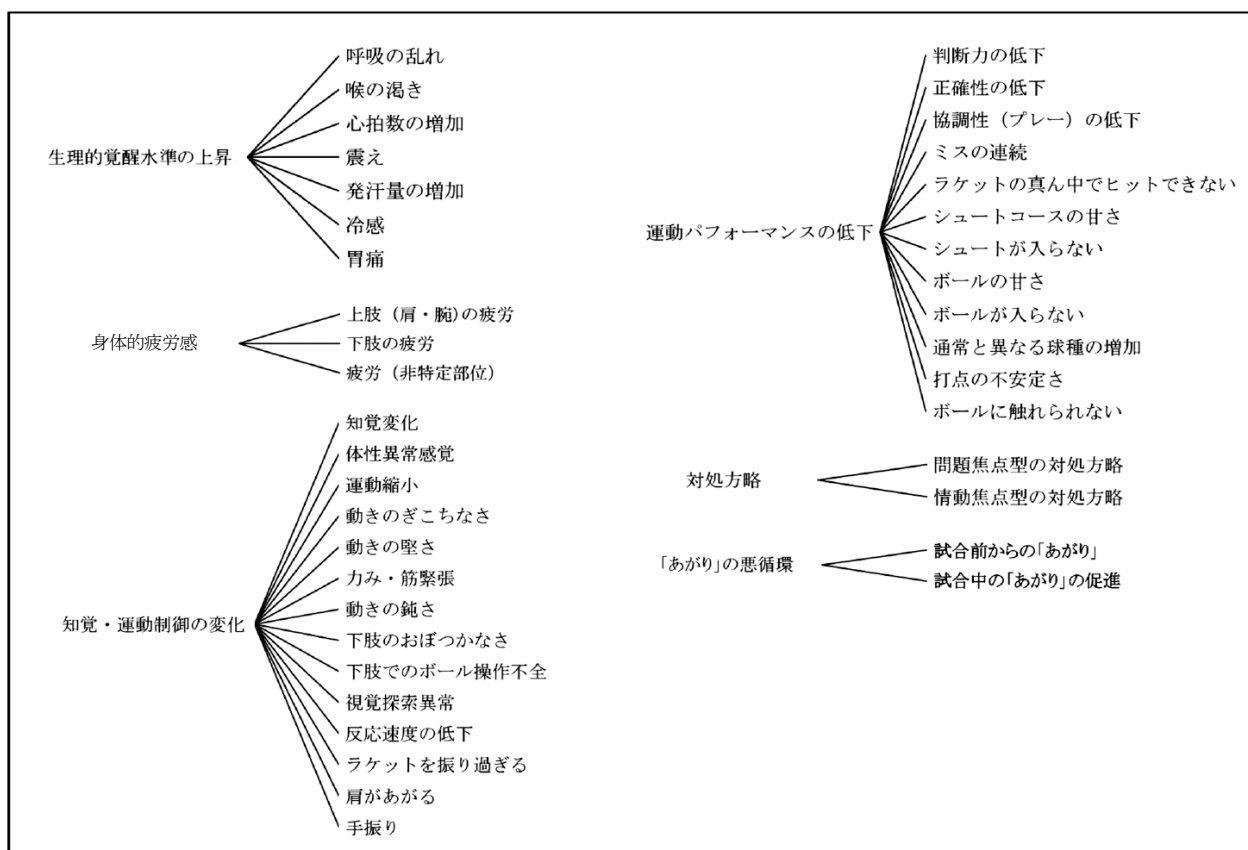 生理的覚醒水準の上昇
呼吸の乱れ
喉の渇き
心拍数の増加
震え
発汗量の増加
冷感
胃痛
身体的疲労感
上肢（肩・腕)の疲労
下肢の疲労
疲労（非特定部位）
知覚・運動制御の変化
知覚変化
体性異常感覚
運動縮小
動きのぎこちなさ
動きの堅さ
力み・筋緊張
動きの鈍さ
下肢のおぼつかなさ
下肢でのボール操作不全
視覚探索異常
反応速度の低下
ラケットを振り過ぎる
肩があがる
手振り
運動パフォーマンスの低下
判断力の低下
正確性の低下
協調性（プレー）の低下
ミスの連続
ラケットの真ん中でヒットできない
シュートコースの甘さ
シュートが入らない
ボールの甘さ
ボールが入らない
通常と異なる球種の増加
打点の不安定さ
ボールに触れられない
対処方略
問題焦点型の対処方略
情動焦点型の対処方略
「あがり」の悪循環
試合前からの「あがり」
試合中の「あがり」の促進